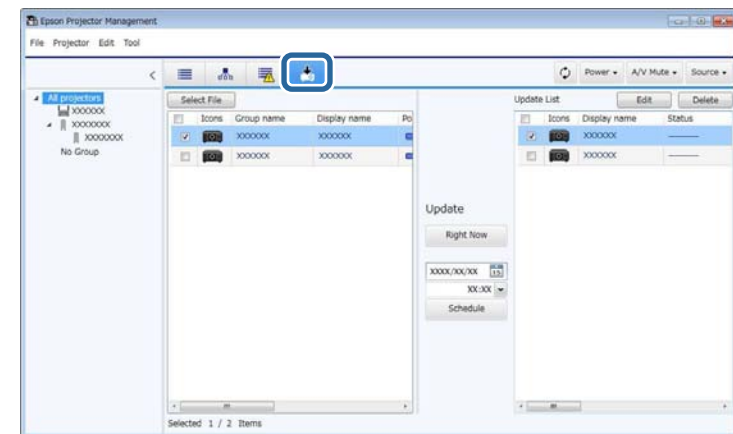 Epson Projector Management
File Projector Edit Tool
Power A/V Mute Source
All projectors
XXXXXX
XXXXXXX
XXXXXXX
No Group
Select File
Icons Group name Display name Po
XXXXXX XXXXXX
XXXXXX XXXXXX
Selected 1 / 2 Items
Update
Right Now
XXXX/XX/XX 15
XX:XX
Schedule
Update List Edit Delete
Icons Display name Status
XXXXXX ———
XXXXXX ———